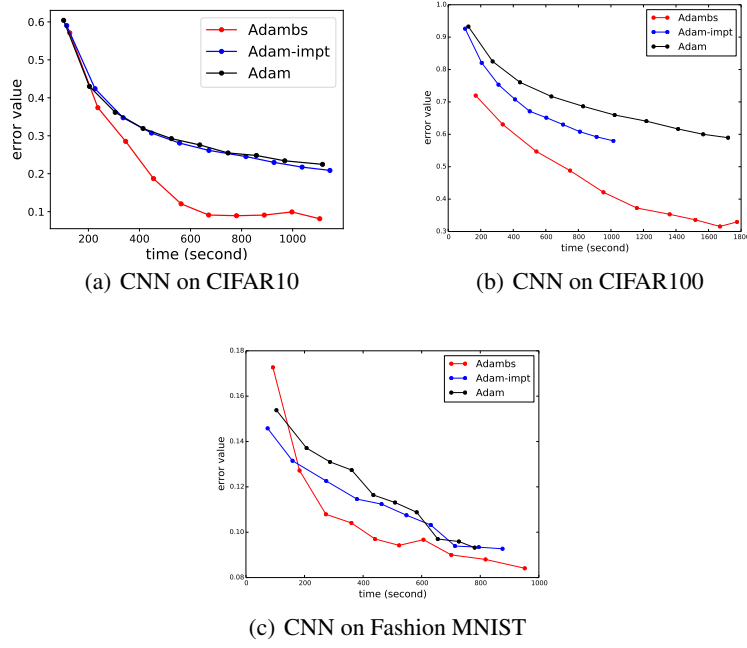 0.6
0.5
0.4
0.3
0.2
0.1
error value
Adambs
Adam-impt
Adam
200 400 600 800 1000
time (second)
(a) CNN on CIFAR10
1.0
0.9
0.8
0.7
0.6
0.5
0.4
0.3
error value
Adambs
Adam-impt
Adam
0 200 400 600 800 1000 1200 1400 1600 1800
time (second)
(b) CNN on CIFAR100
0.18
0.16
0.14
0.12
0.10
0.08
error value
Adambs
Adam-impt
Adam
0 200 400 600 800 1000
time (second)
(c) CNN on Fashion MNIST